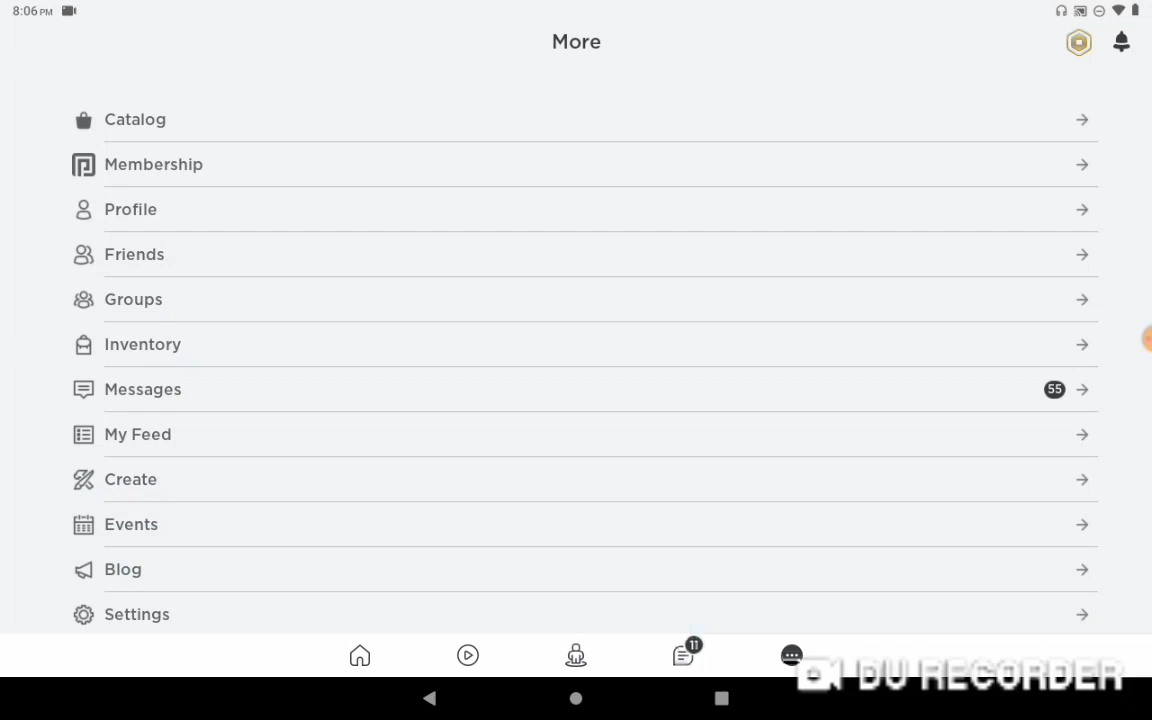 8:06 PM
More
Catalog
Membership
Profile
Friends
Groups
Inventory
Messages
55
My Feed
Create
Events
Blog
Settings
11
DU RECORDER